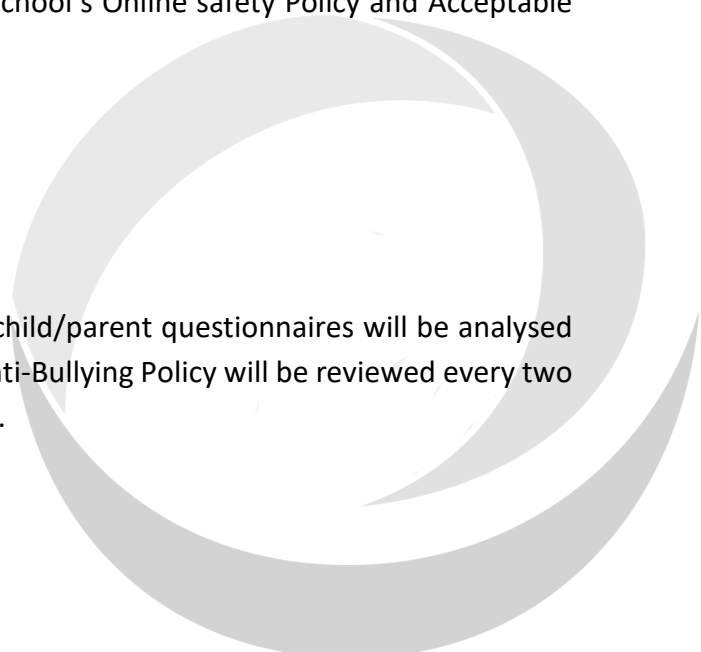 chool's Online safety Policy and Acceptable
child/parent questionnaires will be analysed
ti-Bullying Policy will be reviewed every two
.